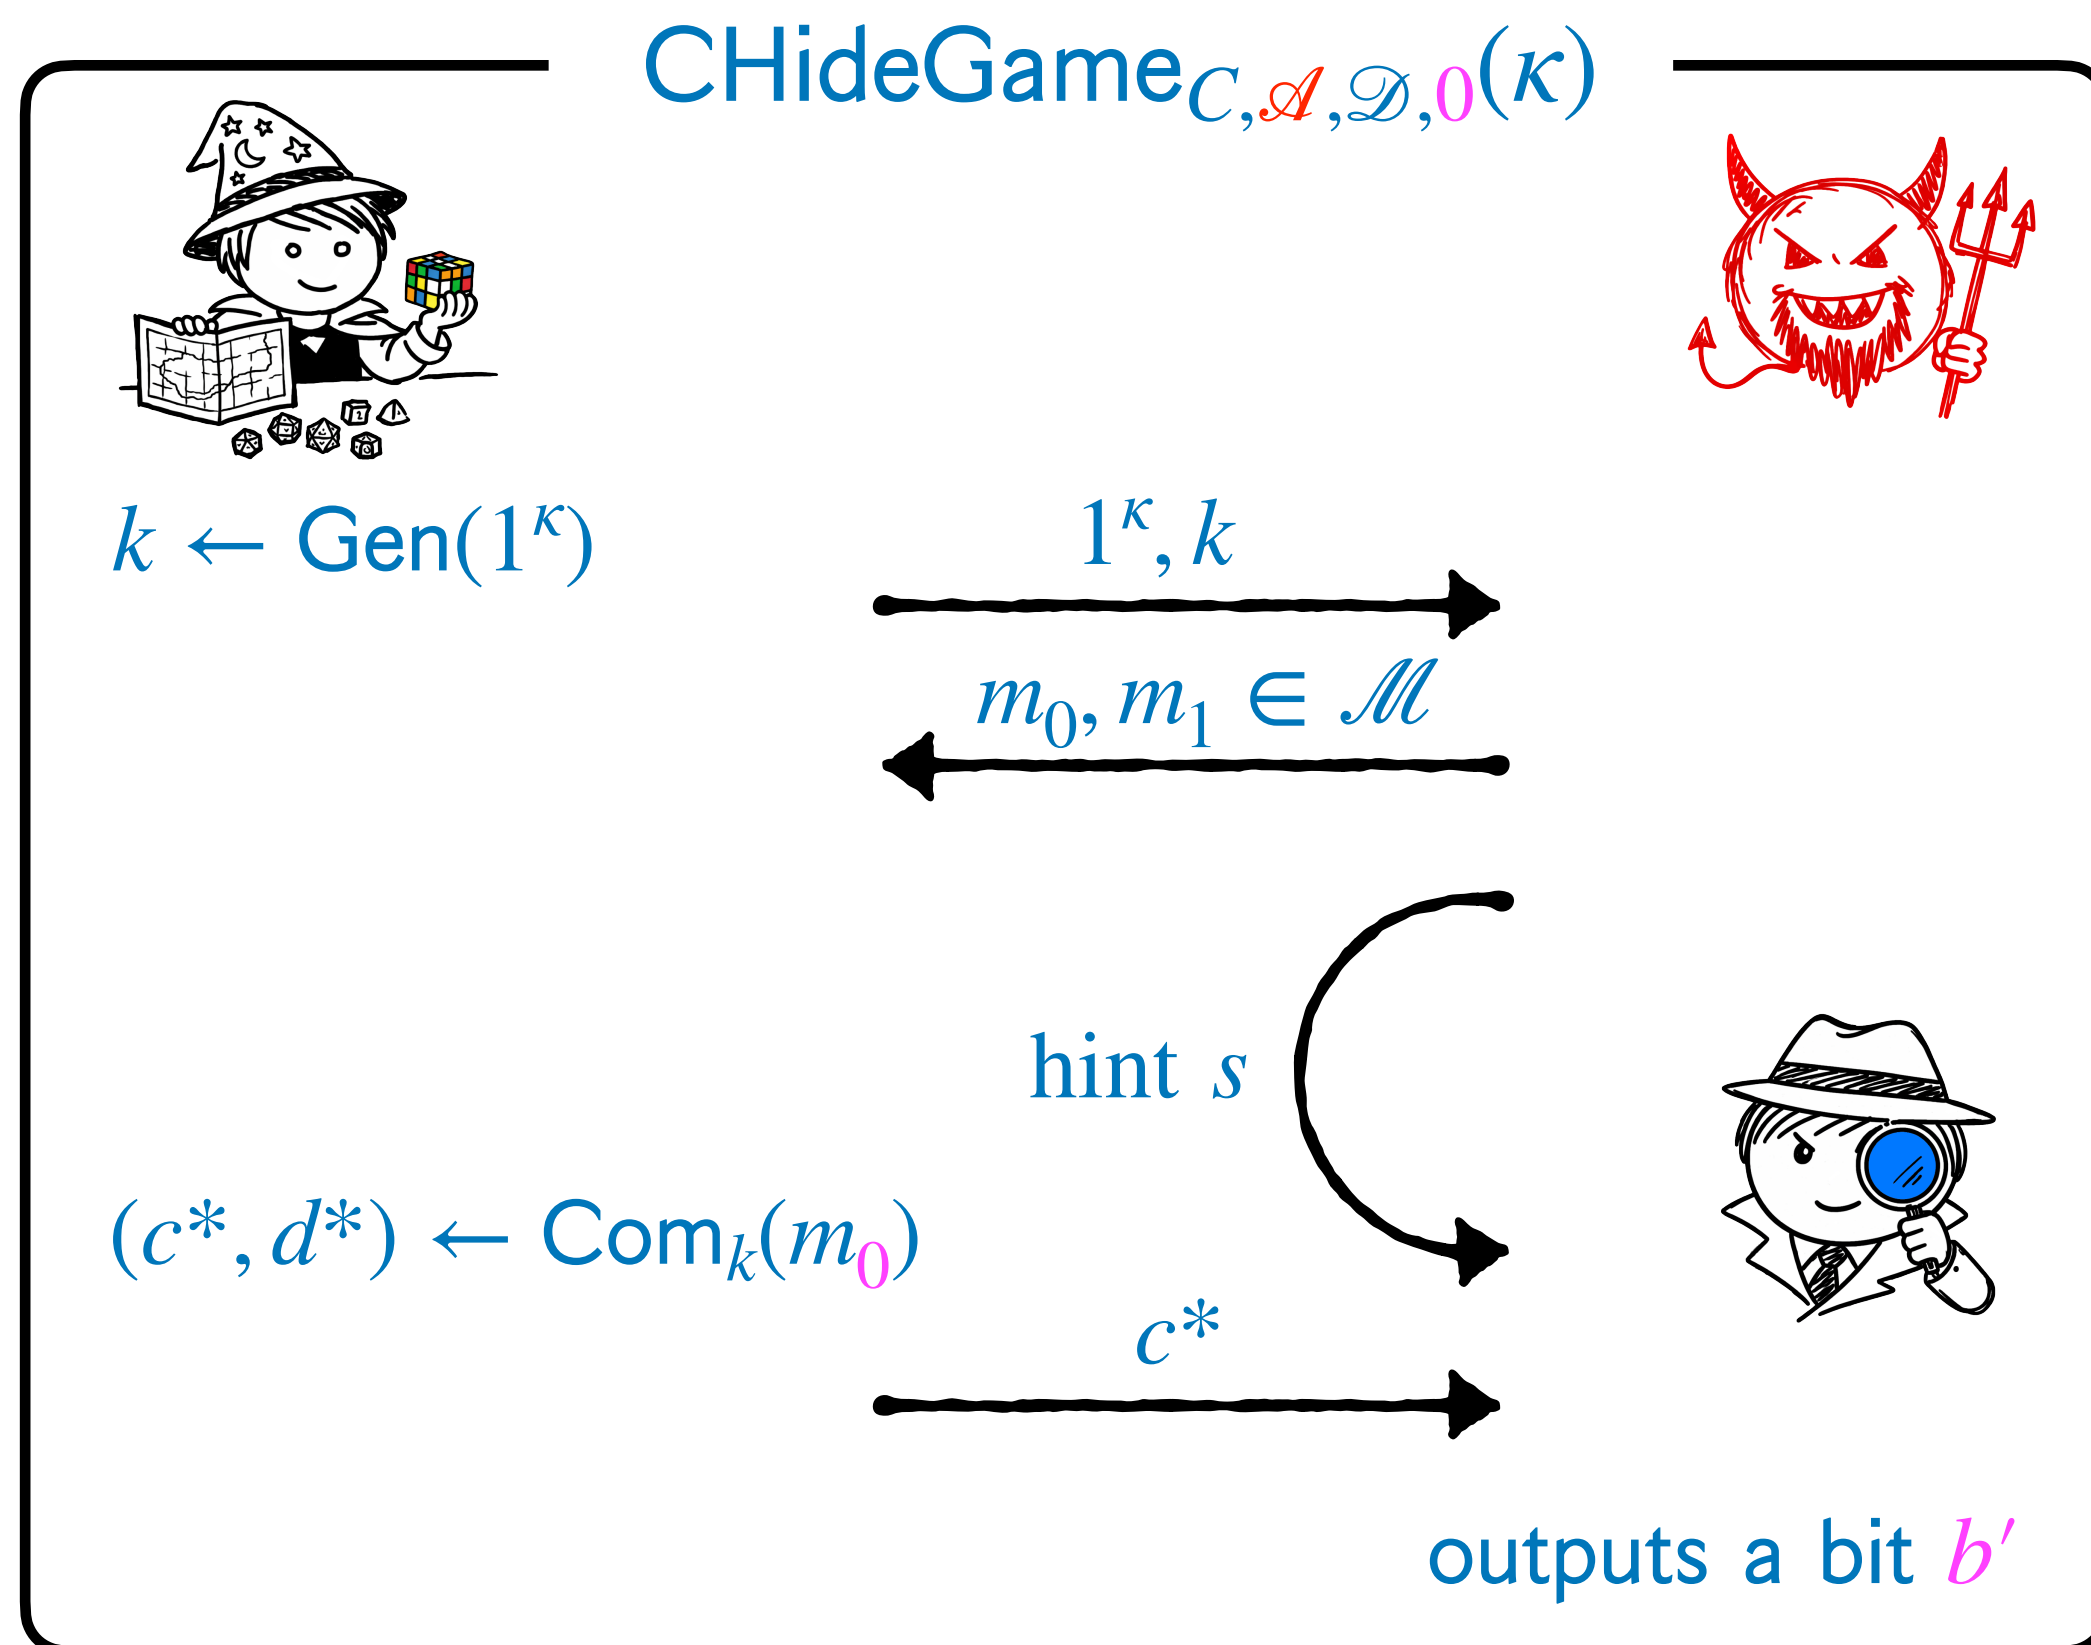 CHideGame_{C,𝒜,𝒟,0}(κ)
k ← Gen(1^κ)
1^κ, k
m_0, m_1 ∈ ℳ
hint s
(c*, d*) ← Com_k(m_0)
c*
outputs a bit b′